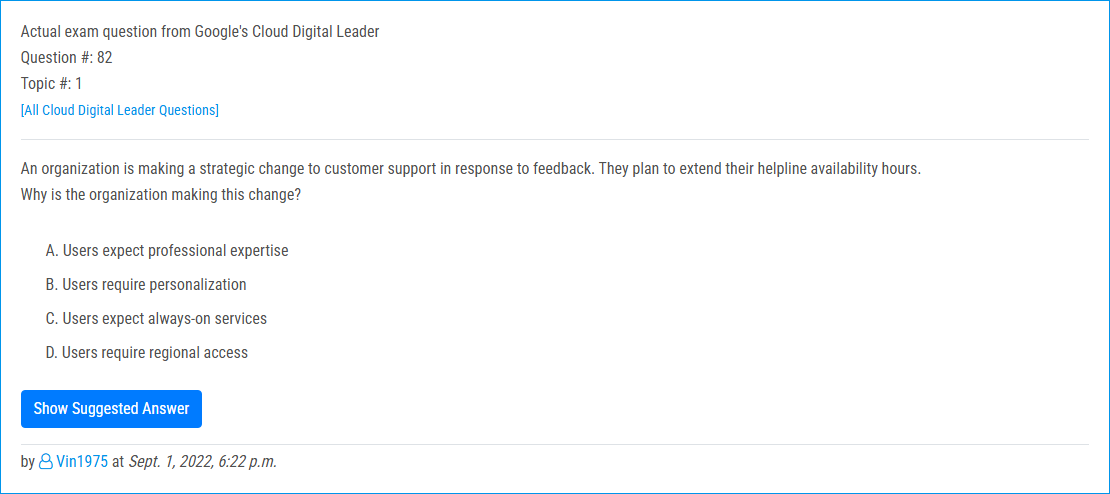 Actual exam question from Google's Cloud Digital Leader
Question #: 82
Topic #: 1
[All Cloud Digital Leader Questions]
An organization is making a strategic change to customer support in response to feedback. They plan to extend their helpline availability hours.
Why is the organization making this change?
A. Users expect professional expertise
B. Users require personalization
C. Users expect always-on services
D. Users require regional access
Show Suggested Answer
by Vin1975 at Sept. 1, 2022, 6:22 p.m.